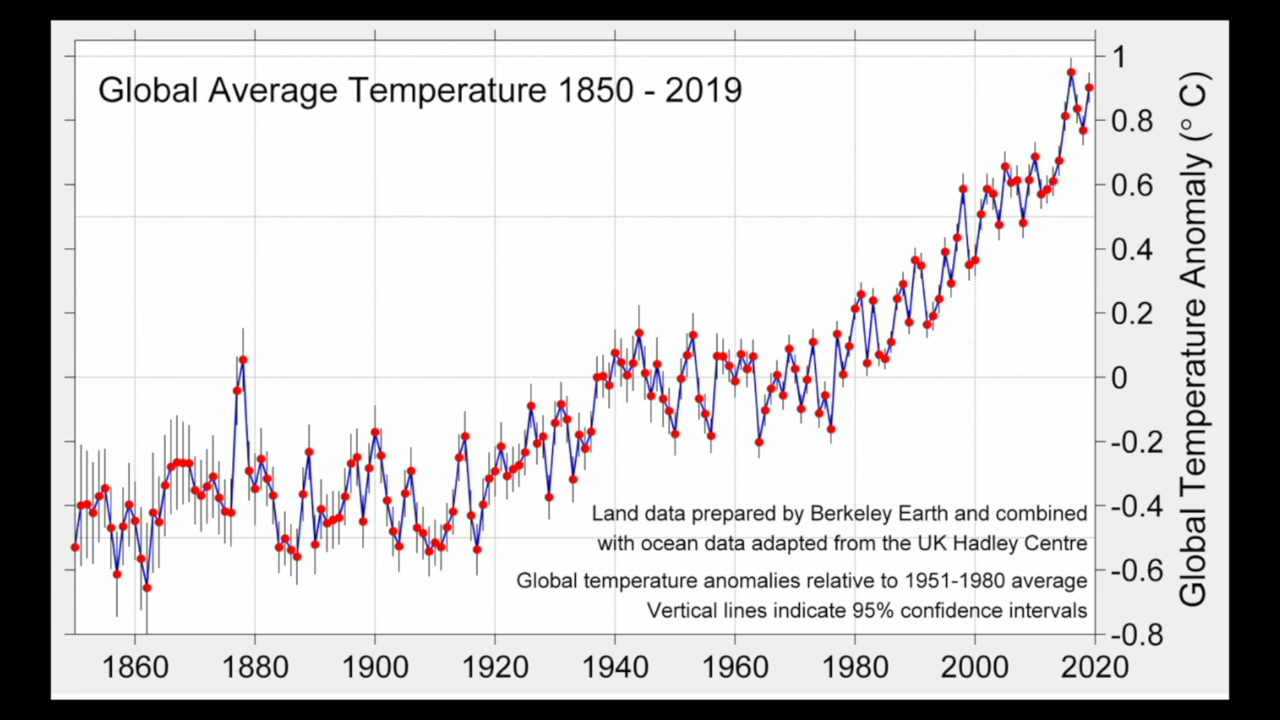 Global Average Temperature 1850 - 2019
1
0.8
0.6
0.4
0.2
0
-0.2
-0.4
-0.6
-0.8
Global Temperature Anomaly (° C)
Land data prepared by Berkeley Earth and combined
with ocean data adapted from the UK Hadley Centre
Global temperature anomalies relative to 1951-1980 average
Vertical lines indicate 95% confidence intervals
1860 1880 1900 1920 1940 1960 1980 2000 2020